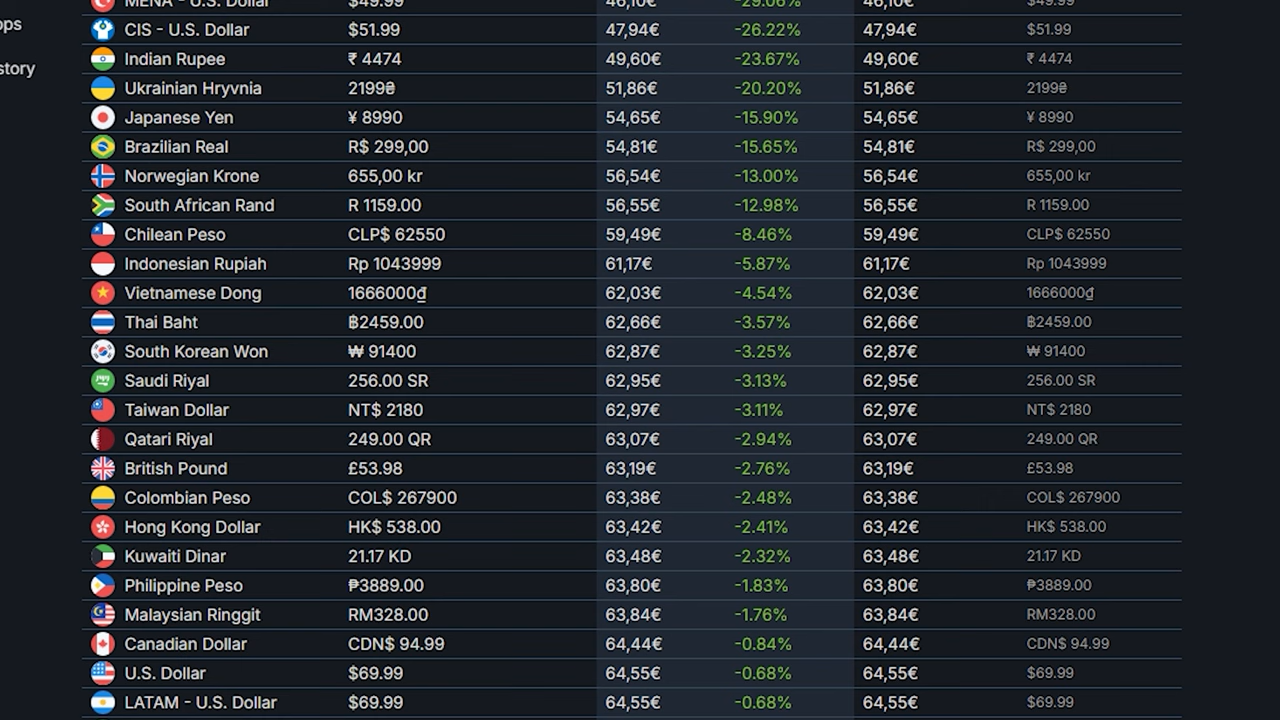 MENA - U.S. Dollar $49.99 46,10€ -29.06% 46,10€ $49.99
ops
CIS - U.S. Dollar $51.99 47,94€ -26.22% 47,94€ $51.99
Indian Rupee ₹ 4474 49,60€ -23.67% 49,60€ ₹ 4474
story
Ukrainian Hryvnia 2199₴ 51,86€ -20.20% 51,86€ 2199₴
Japanese Yen ¥ 8990 54,65€ -15.90% 54,65€ ¥ 8990
Brazilian Real R$ 299,00 54,81€ -15.65% 54,81€ R$ 299,00
Norwegian Krone 655,00 kr 56,54€ -13.00% 56,54€ 655,00 kr
South African Rand R 1159.00 56,55€ -12.98% 56,55€ R 1159.00
Chilean Peso CLP$ 62550 59,49€ -8.46% 59,49€ CLP$ 62550
Indonesian Rupiah Rp 1043999 61,17€ -5.87% 61,17€ Rp 1043999
Vietnamese Dong 1666000₫ 62,03€ -4.54% 62,03€ 1666000₫
Thai Baht ฿2459.00 62,66€ -3.57% 62,66€ ฿2459.00
South Korean Won ₩ 91400 62,87€ -3.25% 62,87€ ₩ 91400
Saudi Riyal 256.00 SR 62,95€ -3.13% 62,95€ 256.00 SR
Taiwan Dollar NT$ 2180 62,97€ -3.11% 62,97€ NT$ 2180
Qatari Riyal 249.00 QR 63,07€ -2.94% 63,07€ 249.00 QR
British Pound £53.98 63,19€ -2.76% 63,19€ £53.98
Colombian Peso COL$ 267900 63,38€ -2.48% 63,38€ COL$ 267900
Hong Kong Dollar HK$ 538.00 63,42€ -2.41% 63,42€ HK$ 538.00
Kuwaiti Dinar 21.17 KD 63,48€ -2.32% 63,48€ 21.17 KD
Philippine Peso ₱3889.00 63,80€ -1.83% 63,80€ ₱3889.00
Malaysian Ringgit RM328.00 63,84€ -1.76% 63,84€ RM328.00
Canadian Dollar CDN$ 94.99 64,44€ -0.84% 64,44€ CDN$ 94.99
U.S. Dollar $69.99 64,55€ -0.68% 64,55€ $69.99
LATAM - U.S. Dollar $69.99 64,55€ -0.68% 64,55€ $69.99